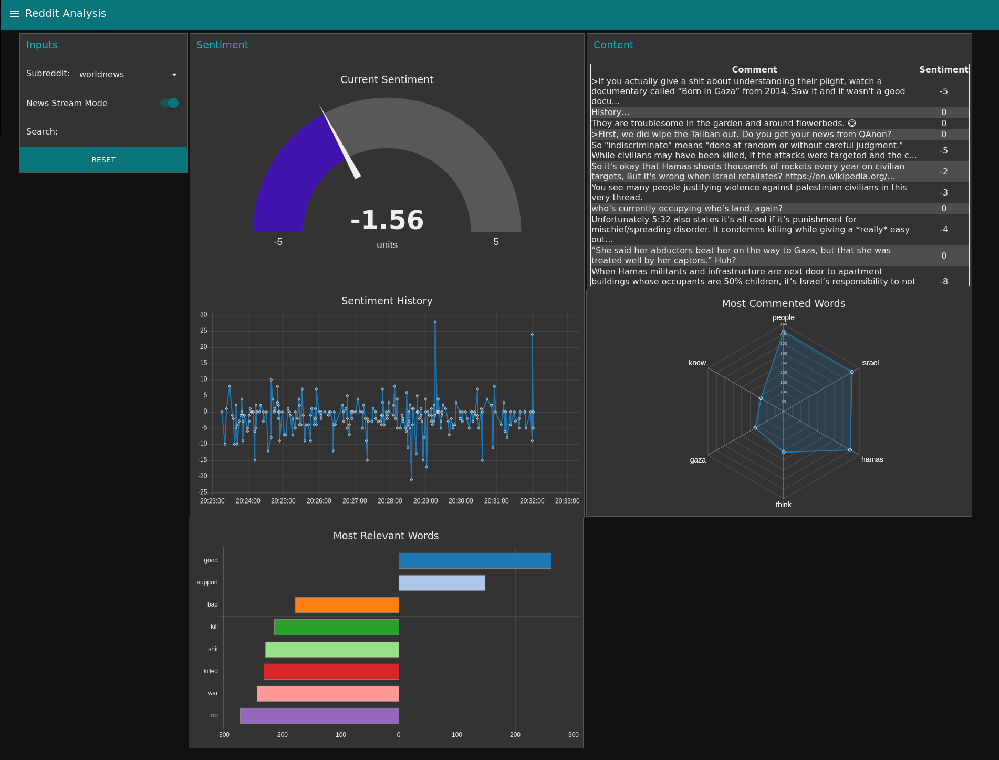 Reddit Analysis
Inputs
Subreddit:
worldnews
News Stream Mode
Search:
RESET
Sentiment
Current Sentiment
-1.56
-5
units
5
Sentiment History
30
25
20
15
10
5
0
-5
-10
-15
-20
-25
20:23:00 20:24:00 20:25:00 20:26:00 20:27:00 20:28:00 20:29:00 20:30:00 20:31:00 20:32:00 20:33:00
Most Relevant Words
good
support
bad
kill
shit
killed
war
no
-300 -200 -100 0 100 200 300
Content
Comment Sentiment
>If you actually give a shit about understanding their plight, watch a
documentary called “Born in Gaza” from 2014. Saw it and it wasn't a good
docu...
-5
History... 0
They are troublesome in the garden and around flowerbeds. 😋 0
>First, we did wipe the Taliban out. Do you get your news from QAnon? 0
So "indiscriminate" means "done at random or without careful judgment."
While civilians may have been killed, if the attacks were targeted and the c...
-5
So it's okay that Hamas shoots thousands of rockets every year on civilian
targets, But it's wrong when Israel retaliates? https://en.wikipedia.org/...
-2
You see many people justifying violence against palestinian civilians in this
very thread.
-3
who’s currently occupying who’s land, again? 0
Unfortunately 5:32 also states it’s all cool if it’s punishment for
mischief/spreading disorder. It condemns killing while giving a *really* easy
out...
-4
“She said her abductors beat her on the way to Gaza, but that she was
treated well by her captors.” Huh?
0
When Hamas militants and infrastructure are next door to apartment
buildings whose occupants are 50% children, it’s Israel’s responsibility to not
-8
Most Commented Words
people
450
400
350
300
250
200
150
100
50
know
israel
gaza
hamas
think